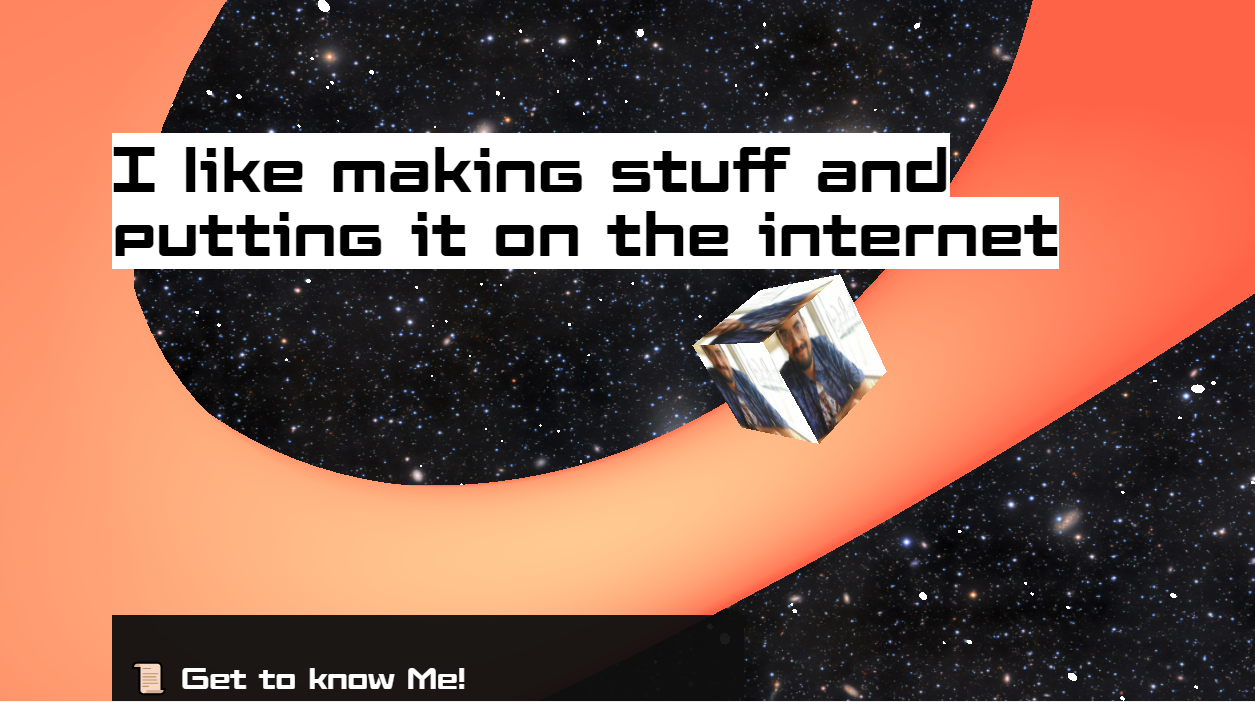 I like making stuff and
putting it on the internet
📜 Get to know Me!